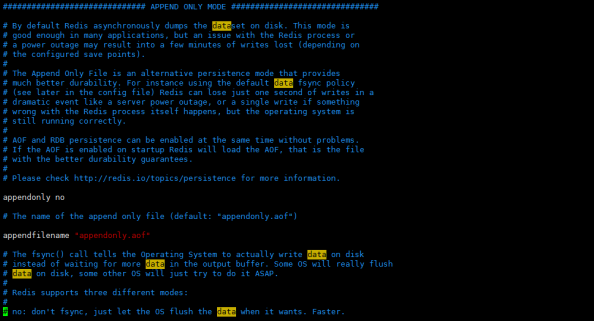 ############################## APPEND ONLY MODE ###############################
# By default Redis asynchronously dumps the dataset on disk. This mode is
# good enough in many applications, but an issue with the Redis process or
# a power outage may result into a few minutes of writes lost (depending on
# the configured save points).
#
# The Append Only File is an alternative persistence mode that provides
# much better durability. For instance using the default data fsync policy
# (see later in the config file) Redis can lose just one second of writes in a
# dramatic event like a server power outage, or a single write if something
# wrong with the Redis process itself happens, but the operating system is
# still running correctly.
#
# AOF and RDB persistence can be enabled at the same time without problems.
# If the AOF is enabled on startup Redis will load the AOF, that is the file
# with the better durability guarantees.
#
# Please check http://redis.io/topics/persistence for more information.
appendonly no
# The name of the append only file (default: "appendonly.aof")
appendfilename "appendonly.aof"
# The fsync() call tells the Operating System to actually write data on disk
# instead of waiting for more data in the output buffer. Some OS will really flush
# data on disk, some other OS will just try to do it ASAP.
#
# Redis supports three different modes:
#
# no: don't fsync, just let the OS flush the data when it wants. Faster.